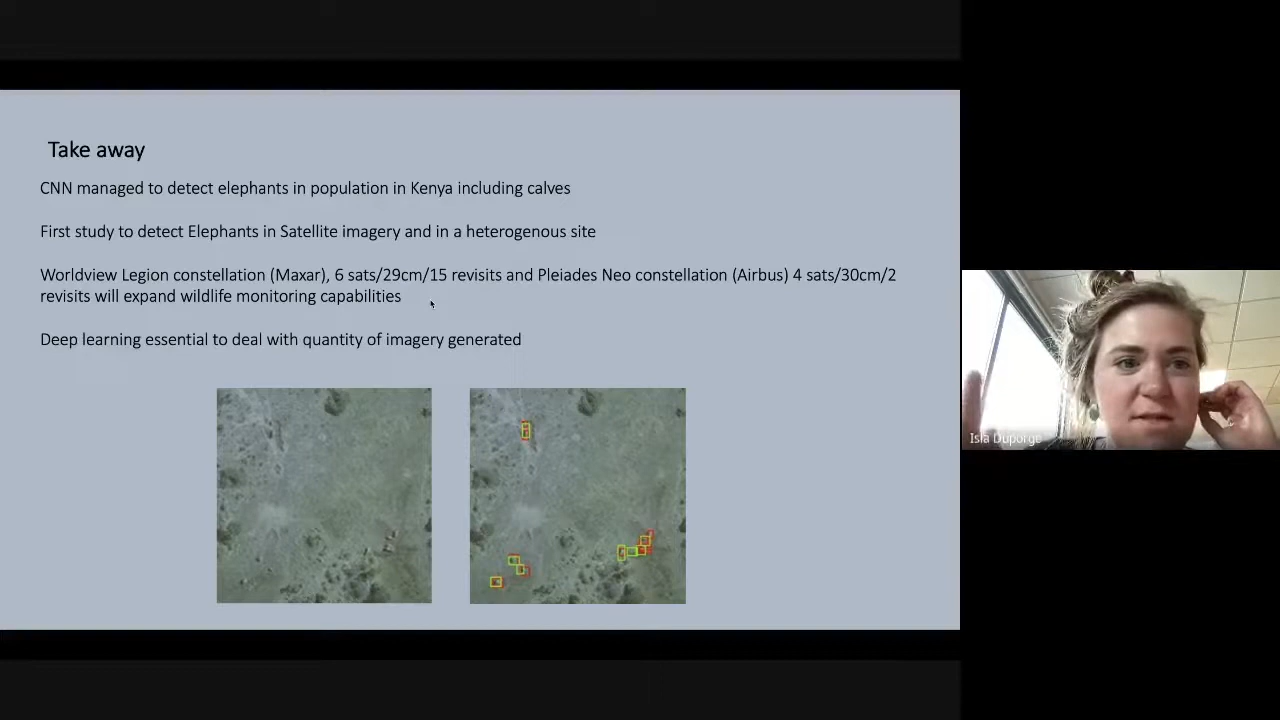 Take away
CNN managed to detect elephants in population in Kenya including calves
First study to detect Elephants in Satellite imagery and in a heterogenous site
Worldview Legion constellation (Maxar), 6 sats/29cm/15 revisits and Pleiades Neo constellation (Airbus) 4 sats/30cm/2
revisits will expand wildlife monitoring capabilities
Deep learning essential to deal with quantity of imagery generated
Isla Duporge